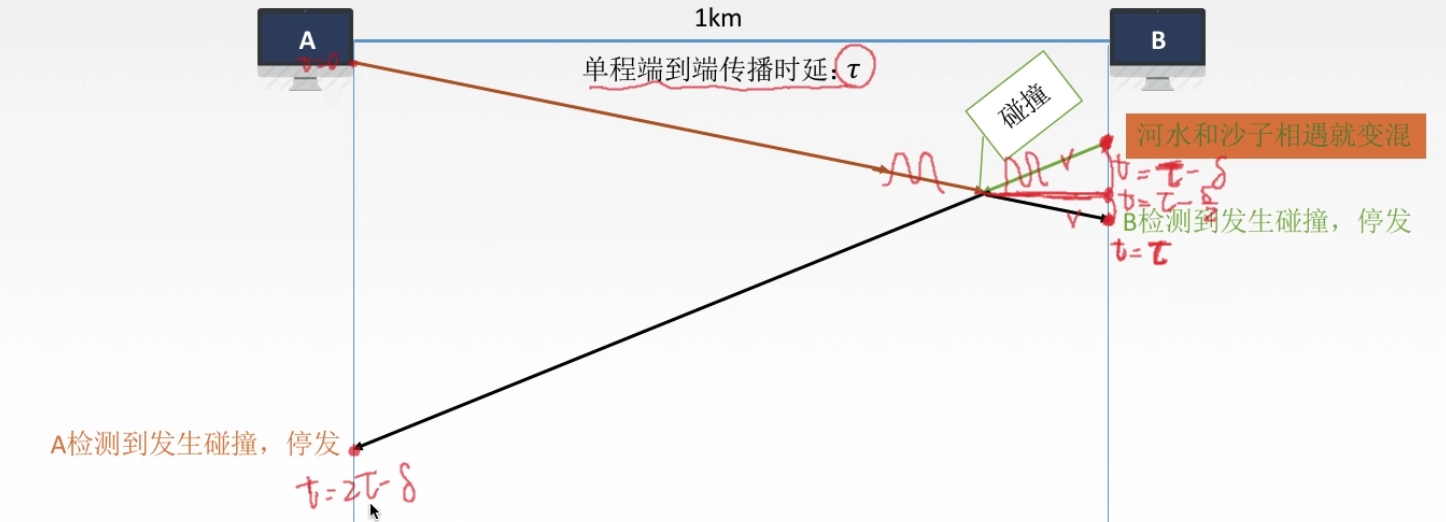 1km
A
B
t=0
单程端到端传播时延：τ
碰撞
河水和沙子相遇就变混
t=τ-δ
t=τ-δ/2
B检测到发生碰撞，停发
t=τ
A检测到发生碰撞，停发
t=2τ-δ